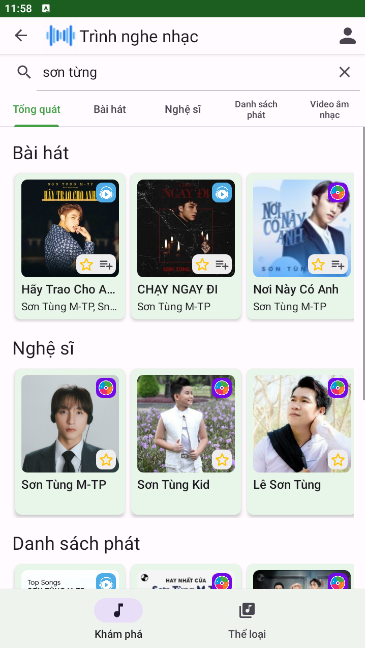 11:58
Trình nghe nhạc
sơn từng
Tổng quát
Bài hát
Nghệ sĩ
Danh sách
phát
Video âm
nhạc
Bài hát
SƠN TÙNG M-TP
HÃY TRAO CHO ANH
CHẠY NGAY ĐI
NƠI
NÀY
CÓ
ANH
SƠN TÙN
Hãy Trao Cho A...
CHẠY NGAY ĐI
Nơi Này Có Anh
Sơn Tùng M-TP, Sn...
Sơn Tùng M-TP
Sơn Tùng M-TP
Nghệ sĩ
Sơn Tùng M-TP
Sơn Tùng Kid
Lê Sơn Tùng
Danh sách phát
Top Songs
HAY NHẤT CỦA
Khám phá
Thể loại